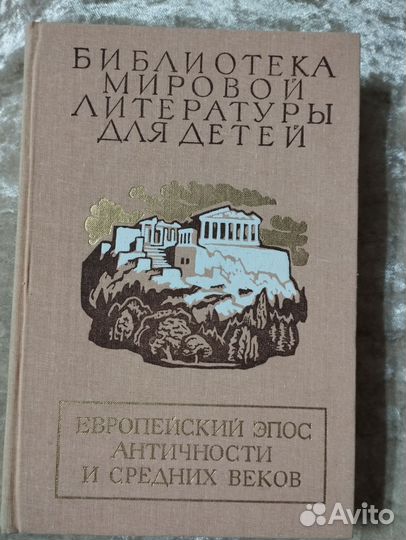 БИБЛИОТЕКА
МИРОВОЙ
ЛИТЕРАТУРЫ
ДЛЯ ДЕТЕЙ
ЕВРОПЕЙСКИЙ ЭПОС
АНТИЧНОСТИ
И СРЕДНИХ ВЕКОВ
Avito